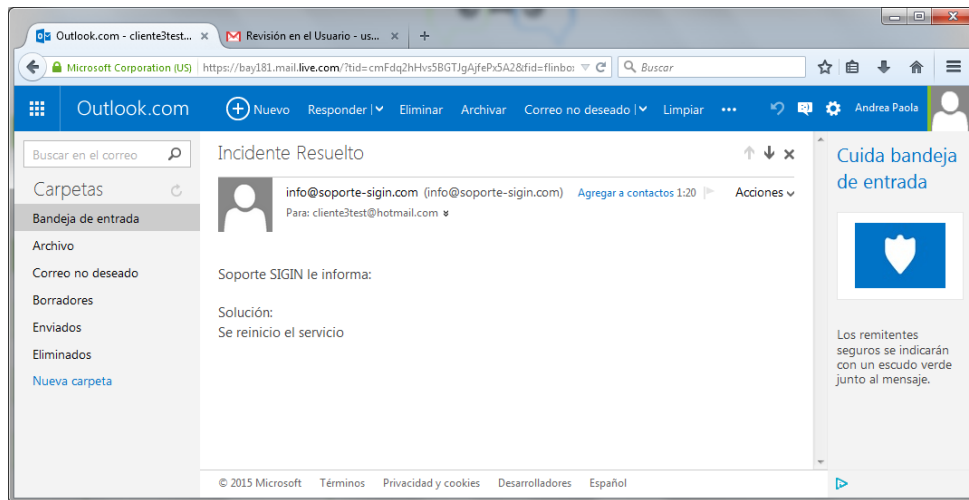 Outlook.com - cliente3test...
Revisión en el Usuario - us...
Microsoft Corporation (US) https://bay181.mail.live.com/?tid=cmFdq2hHvs5BGTJgAjfePx5A2&fid=flinbo:
Buscar
Outlook.com
Nuevo Responder Eliminar Archivar Correo no deseado Limpiar ...
Andrea Paola
Buscar en el correo
Carpetas
Bandeja de entrada
Archivo
Correo no deseado
Borradores
Enviados
Eliminados
Nueva carpeta
Incidente Resuelto
info@soporte-sigin.com (info@soporte-sigin.com) Agregar a contactos 1:20 Acciones
Para: cliente3test@hotmail.com
Soporte SIGIN le informa:
Solución:
Se reinicio el servicio
© 2015 Microsoft Términos Privacidad y cookies Desarrolladores Español
Cuida bandeja
de entrada
Los remitentes
seguros se indicarán
con un escudo verde
junto al mensaje.